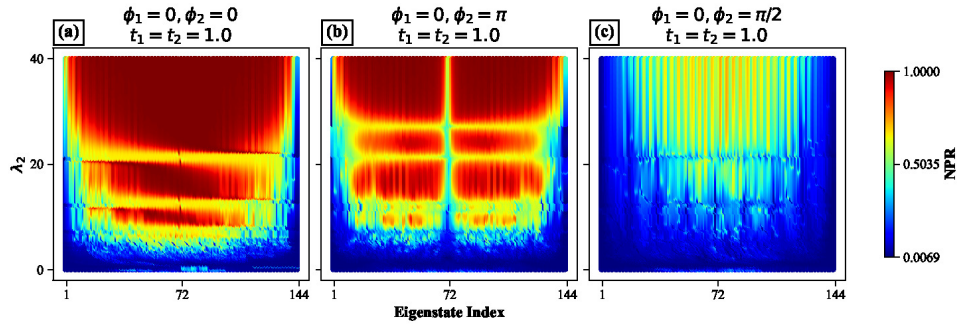 ϕ₁ = 0, ϕ₂ = 0
t₁ = t₂ = 1.0
(a)
ϕ₁ = 0, ϕ₂ = π
t₁ = t₂ = 1.0
(b)
ϕ₁ = 0, ϕ₂ = π/2
t₁ = t₂ = 1.0
(c)
40
20
0
λ₂
1 72 144
1 72 144
1 72 144
Eigenstate Index
1.0000
0.5035
0.0069
NPR